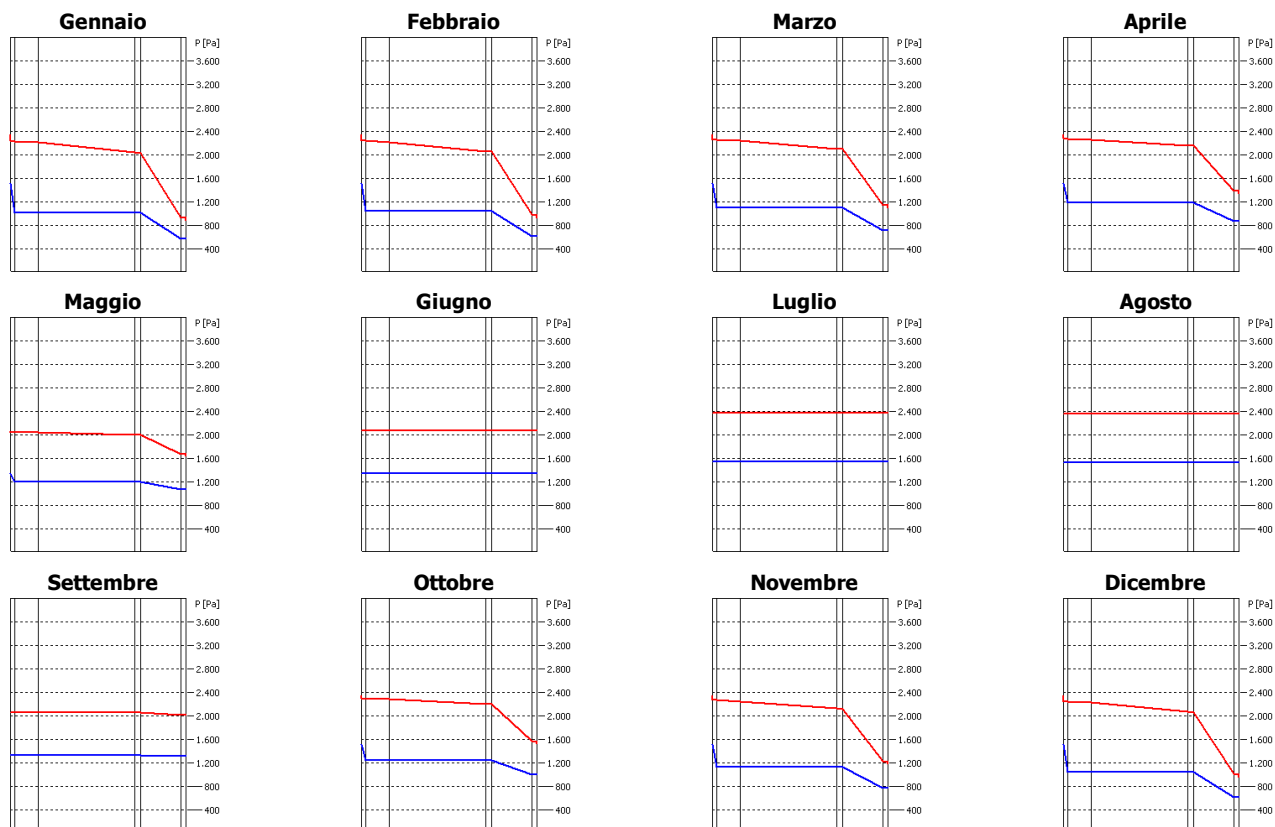 Gennaio Febbraio Marzo Aprile
P [Pa] P [Pa] P [Pa] P [Pa]
3.600 3.600 3.600 3.600
3.200 3.200 3.200 3.200
2.800 2.800 2.800 2.800
2.400 2.400 2.400 2.400
2.000 2.000 2.000 2.000
1.600 1.600 1.600 1.600
1.200 1.200 1.200 1.200
800 800 800 800
400 400 400 400
Maggio Giugno Luglio Agosto
P [Pa] P [Pa] P [Pa] P [Pa]
3.600 3.600 3.600 3.600
3.200 3.200 3.200 3.200
2.800 2.800 2.800 2.800
2.400 2.400 2.400 2.400
2.000 2.000 2.000 2.000
1.600 1.600 1.600 1.600
1.200 1.200 1.200 1.200
800 800 800 800
400 400 400 400
Settembre Ottobre Novembre Dicembre
P [Pa] P [Pa] P [Pa] P [Pa]
3.600 3.600 3.600 3.600
3.200 3.200 3.200 3.200
2.800 2.800 2.800 2.800
2.400 2.400 2.400 2.400
2.000 2.000 2.000 2.000
1.600 1.600 1.600 1.600
1.200 1.200 1.200 1.200
800 800 800 800
400 400 400 400